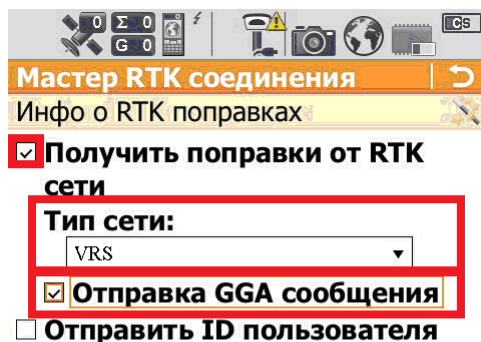 0 Σ 0
G 0
CS
Мастер RTK соединения
Инфо о RTK поправках
Получить поправки от RTK
сети
Тип сети:
VRS
Отправка GGA сообщения
Отправить ID пользователя